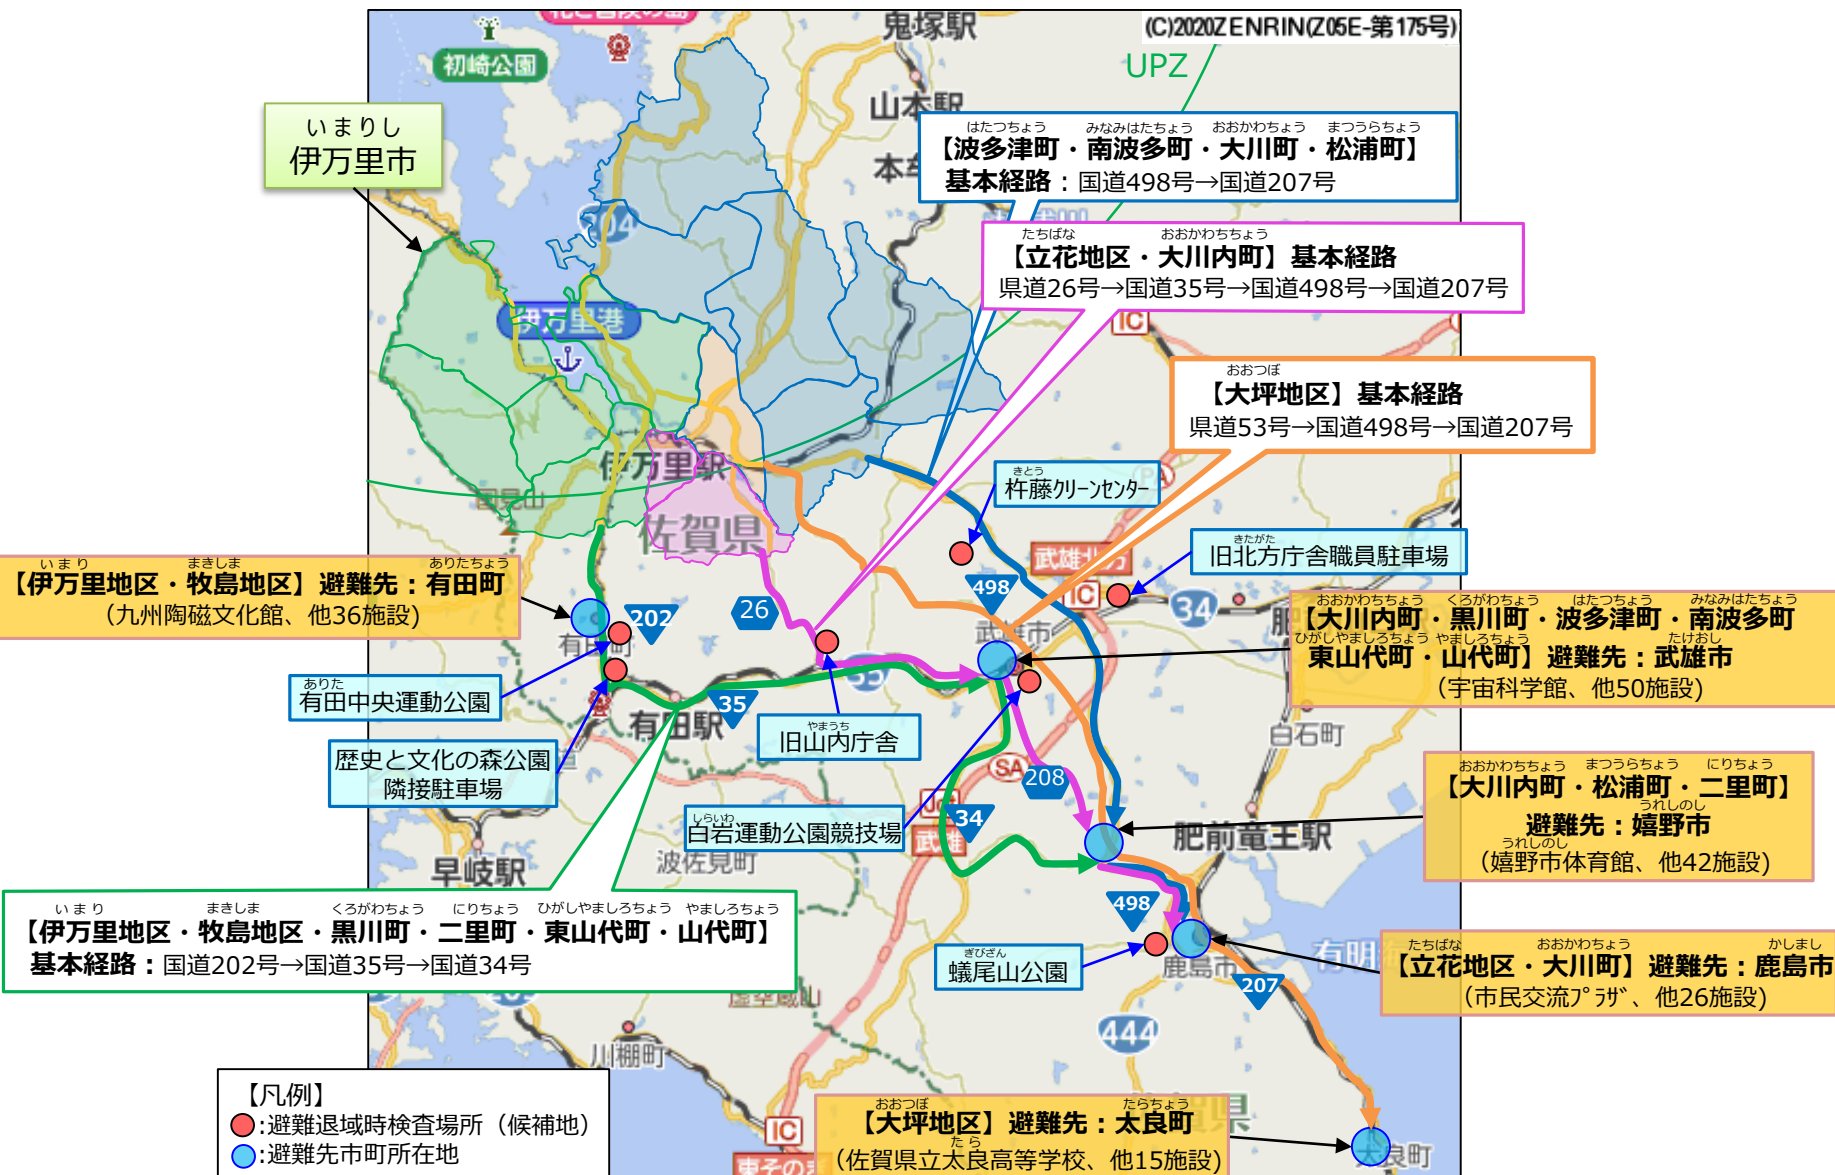 (C)2020ZENRIN(Z05E-第175号)
鬼塚駅
初崎公園
UPZ
山本駅
いまりし
伊万里市
はたつちょう みなみはたちょう おおかわちょう まつうらちょう
【波多津町・南波多町・大川町・松浦町】
基本経路：国道498号→国道207号
204
たちばな おおかわちちょう
【立花地区・大川内町】基本経路
県道26号→国道35号→国道498号→国道207号
伊万里港
IC
おおつぼ
【大坪地区】基本経路
県道53号→国道498号→国道207号
伊万里駅
国見山
佐賀県
きとう
杵藤クリーンセンター
きたがた
旧北方庁舎職員駐車場
武雄北方
IC
498
34
いまり まきしま ありたちょう
【伊万里地区・牧島地区】避難先：有田町
（九州陶磁文化館、他36施設）
202
有田町
26
武雄市
おおかわちちょう くろがわちょう はたつちょう みなみはたちょう
【大川内町・黒川町・波多津町・南波多町
ひがしやましろちょう やましろちょう たけおし
東山代町・山代町】避難先：武雄市
（宇宙科学館、他50施設）
ありた
有田中央運動公園
35
35
有田駅
やまうち
旧山内庁舎
白石町
歴史と文化の森公園
隣接駐車場
SA
208
Jct
武雄
34
しらいわ
白岩運動公園競技場
おおかわちちょう まつうらちょう にりちょう
【大川内町・松浦町・二里町】
うれしのし
避難先：嬉野市
うれしのし
（嬉野市体育館、他42施設）
肥前竜王駅
早岐駅
波佐見町
いまり まきしま くろがわちょう にりちょう ひがしやましろちょう やましろちょう
【伊万里地区・牧島地区・黒川町・二里町・東山代町・山代町】
基本経路：国道202号→国道35号→国道34号
498
ぎびざん
蟻尾山公園
鹿島市
有明海
207
たちばな おおかわちょう かしまし
【立花地区・大川町】避難先：鹿島市
（市民交流プラザ、他26施設）
虚空蔵山
444
川棚町
【凡例】
:避難退域時検査場所（候補地）
:避難先市町所在地
IC
おおつぼ たらちょう
【大坪地区】避難先：太良町
たら
（佐賀県立太良高等学校、他15施設）
太良町